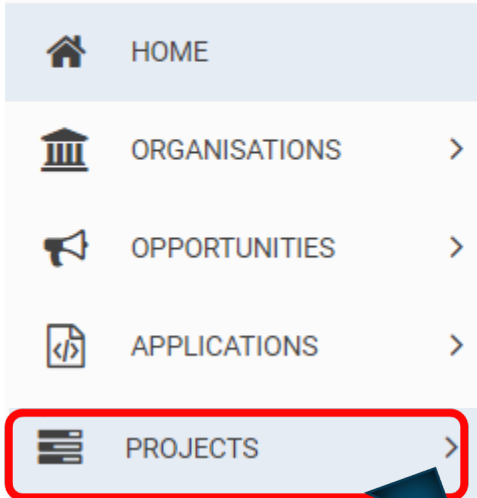 HOME
ORGANISATIONS
OPPORTUNITIES
APPLICATIONS
PROJECTS